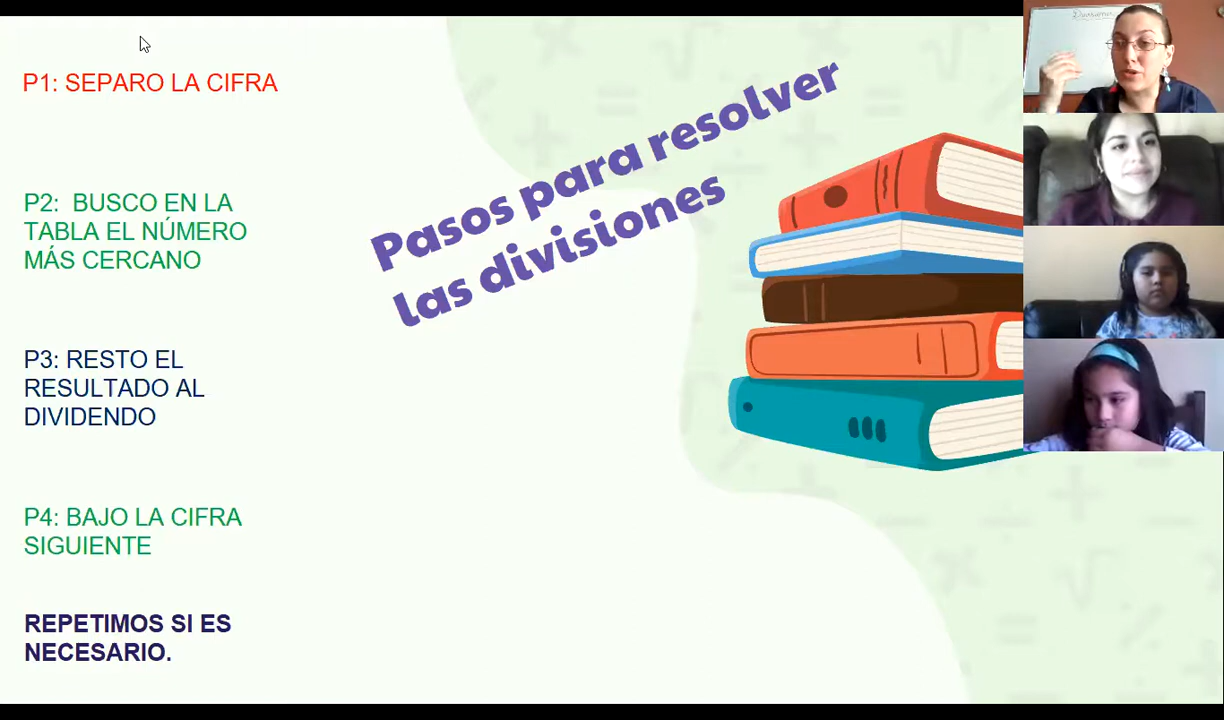 P1: SEPARO LA CIFRA
P2: BUSCO EN LA
TABLA EL NÚMERO
MÁS CERCANO
P3: RESTO EL
RESULTADO AL
DIVIDENDO
P4: BAJO LA CIFRA
SIGUIENTE
REPETIMOS SI ES
NECESARIO.
Pasos para resolver
las divisiones